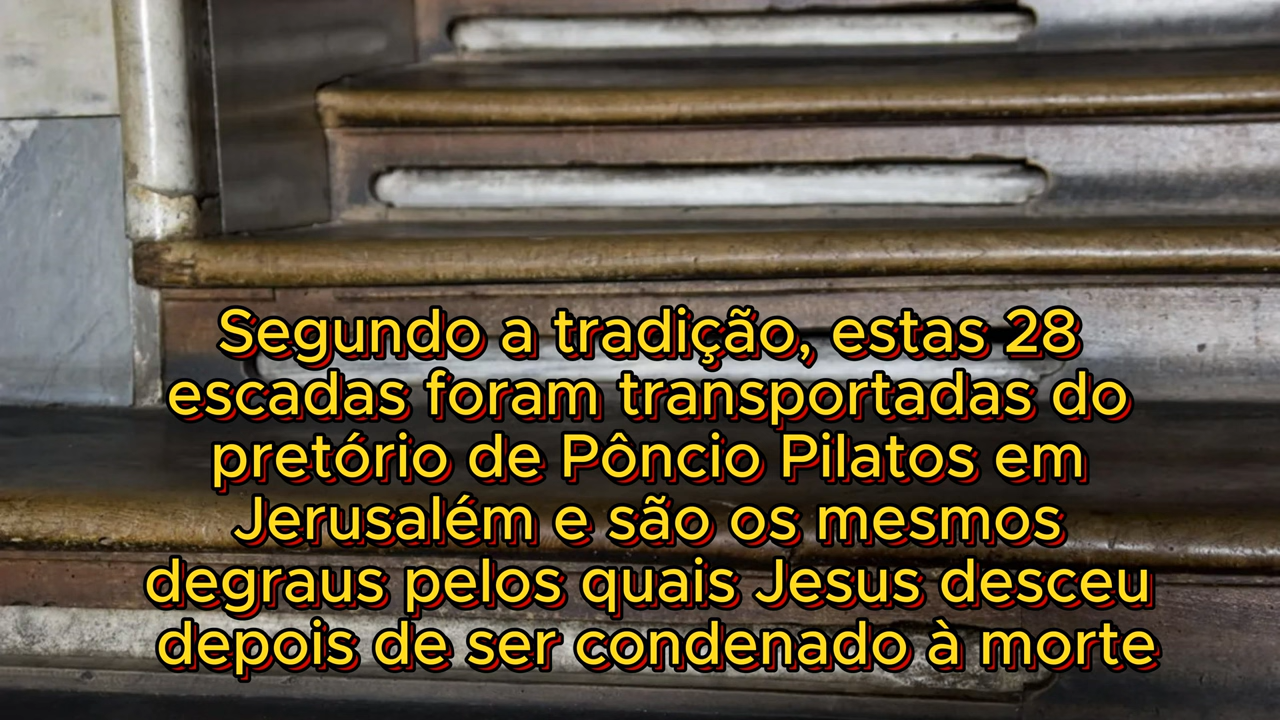 Segundo a tradição, estas 28
escadas foram transportadas do
pretório de Pôncio Pilatos em
Jerusalém e são os mesmos
degraus pelos quais Jesus desceu
depois de ser condenado à morte